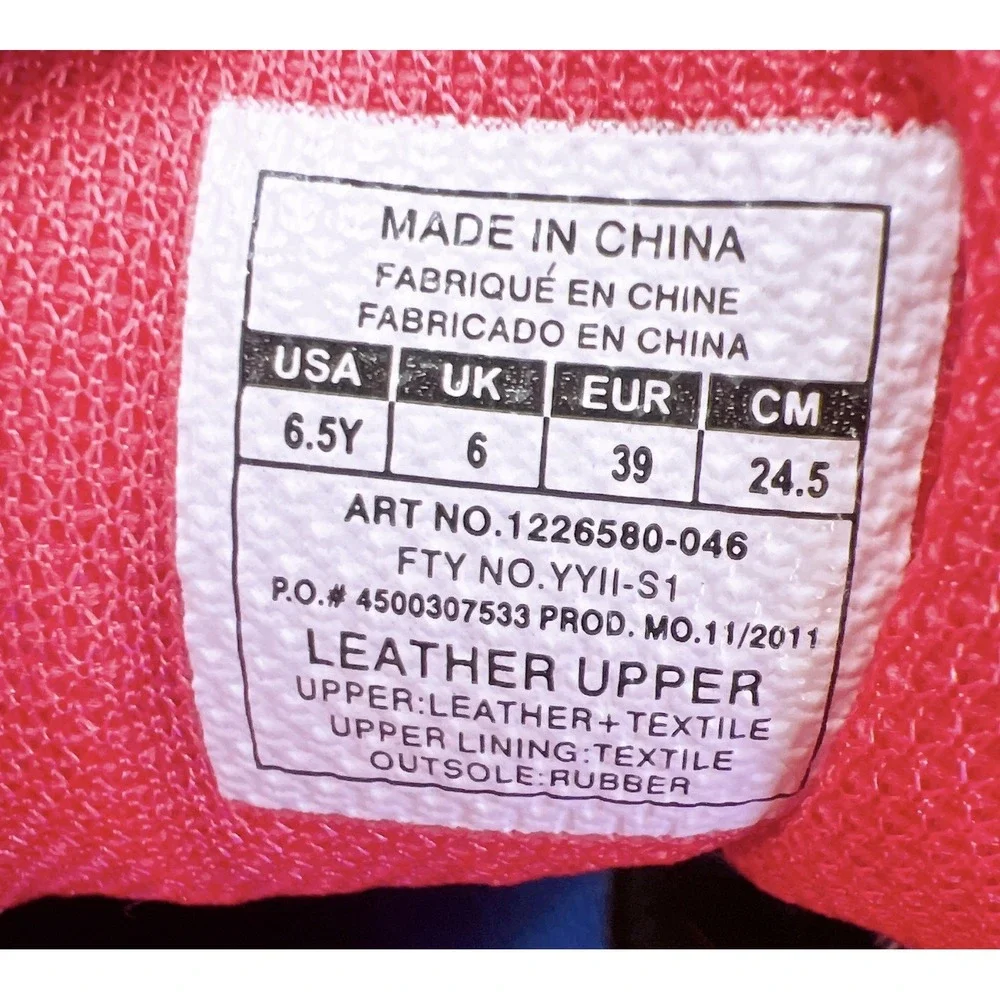 MADE IN CHINA
FABRIQUÉ EN CHINE
FABRICADO EN CHINA
USA UK EUR CM
6.5Y 6 39 24.5
ART NO.1226580-046
FTY NO.YYII-S1
P.O.# 4500307533 PROD. MO.11/2011
LEATHER UPPER
UPPER:LEATHER+TEXTILE
UPPER LINING:TEXTILE
OUTSOLE:RUBBER